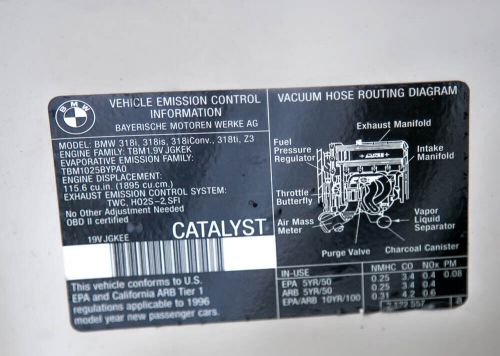 BMW
VEHICLE EMISSION CONTROL
INFORMATION
BAYERISCHE MOTOREN WERKE AG
MODEL: BMW 318i, 318is, 318iConv., 318ti, Z3
ENGINE FAMILY: TBM1.9VJGKEK
EVAPORATIVE EMISSION FAMILY:
TBM1025BYPA0
ENGINE DISPLACEMENT:
115.6 cu.in. (1895 cu.cm.)
EXHAUST EMISSION CONTROL SYSTEM:
TWC, HO2S-2,SFI
No Other Adjustment Needed
OBD II certified
19VJGKEE
CATALYST
This vehicle conforms to U.S.
EPA and California ARB Tier 1
regulations applicable to 1996
model year new passenger cars.
VACUUM HOSE ROUTING DIAGRAM
Exhaust Manifold
Fuel
Pressure
Regulator
Intake
Manifold
Throttle
Butterfly
Air Mass
Meter
Vapor
Liquid
Separator
Purge Valve
Charcoal Canister
IN-USE NMHC CO NOx PM
EPA 5YR/50 0.25 3.4 0.4 0.08
ARB 5YR/50 0.25 3.4 0.4
EPA/ARB 10YR/100 0.31 4.2 0.6